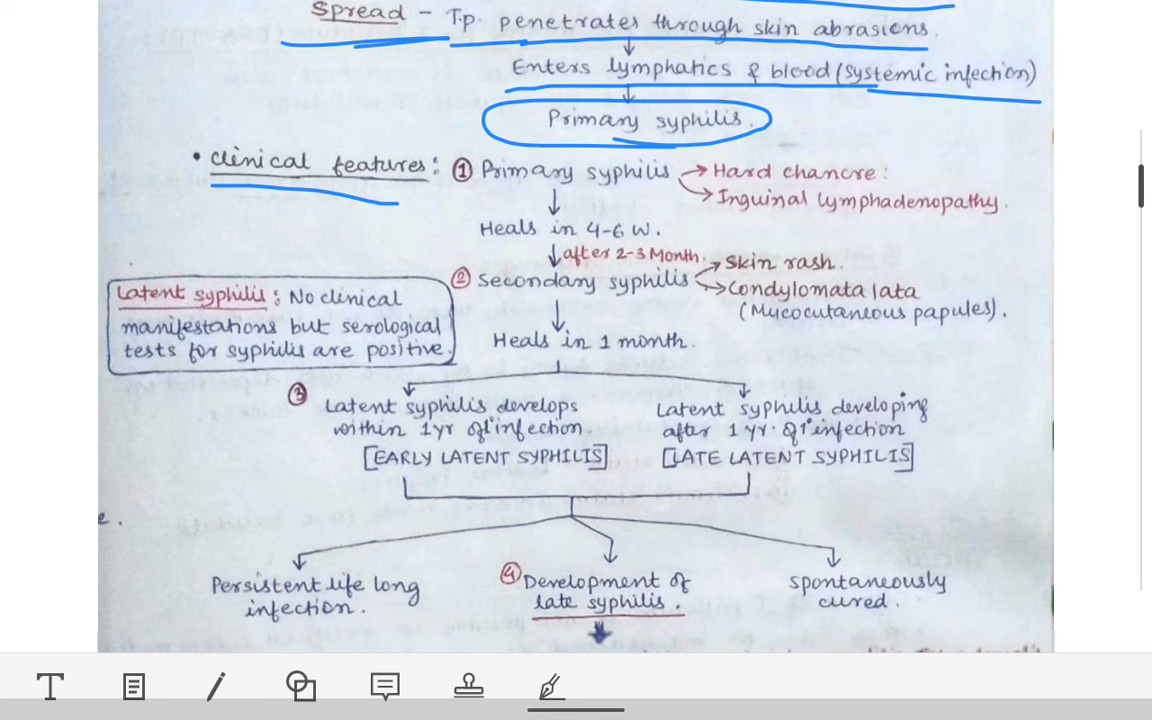 Spread - T.p. penetrates through skin abrasions.
Enters lymphatics & blood (systemic infection)
Primary syphilis.
• clinical features: ① Primary syphilis
Hard chancre:
Inguinal lymphadenopathy.
Heals in 4-6 w.
after 2-3 Month.
② Secondary syphilis
Skin rash.
Condylomata lata
(Mucocutaneous papules).
Heals in 1 month.
Latent syphilis: No clinical
manifestations but serological
tests for syphilis are positive.
③
Latent syphilis develops
within 1yr of 1° infection.
[EARLY LATENT SYPHILIS]
Latent syphilis developing
after 1 yr. of 1° infection
[LATE LATENT SYPHILIS]
e.
Persistent life long
infection.
④ Development of
late syphilis.
spontaneously
cured.
T